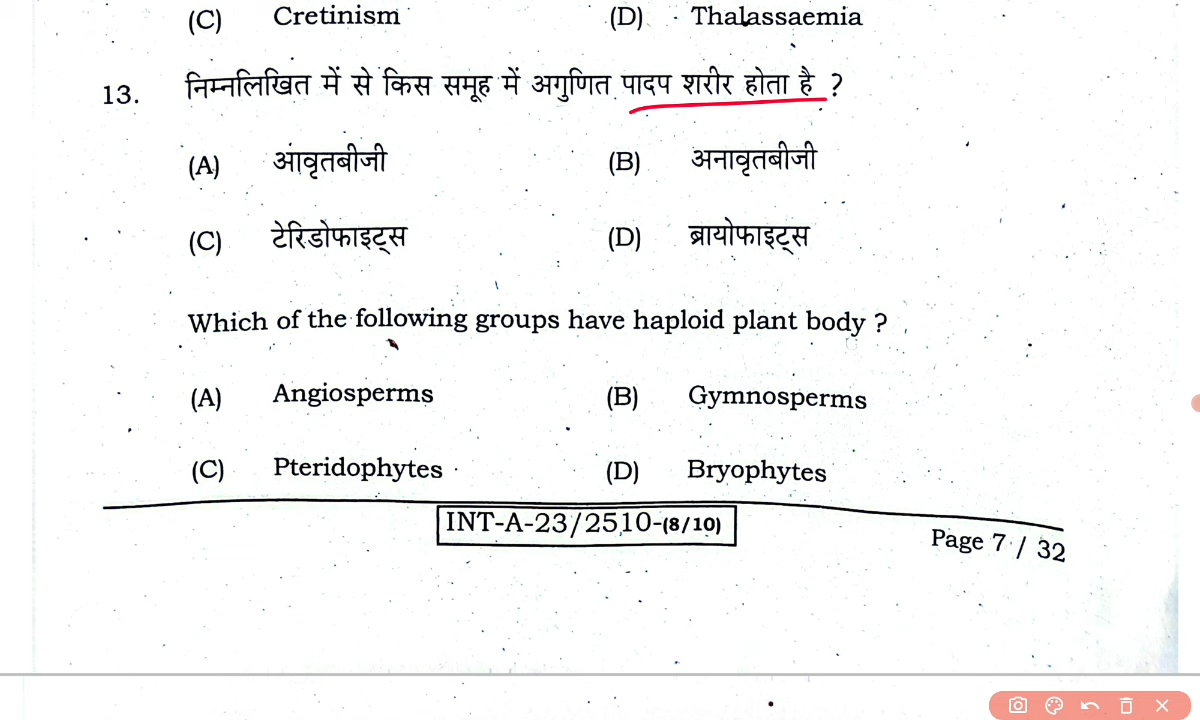 (C) Cretinism (D) Thalassaemia
13. निम्नलिखित में से किस समूह में अगुणित पादप शरीर होता है ?
(A) आवृतबीजी (B) अनावृतबीजी
(C) टेरिडोफाइट्स (D) ब्रायोफाइट्स
Which of the following groups have haploid plant body ?
(A) Angiosperms (B) Gymnosperms
(C) Pteridophytes (D) Bryophytes
INT-A-23/2510-(8/10)
Page 7 / 32